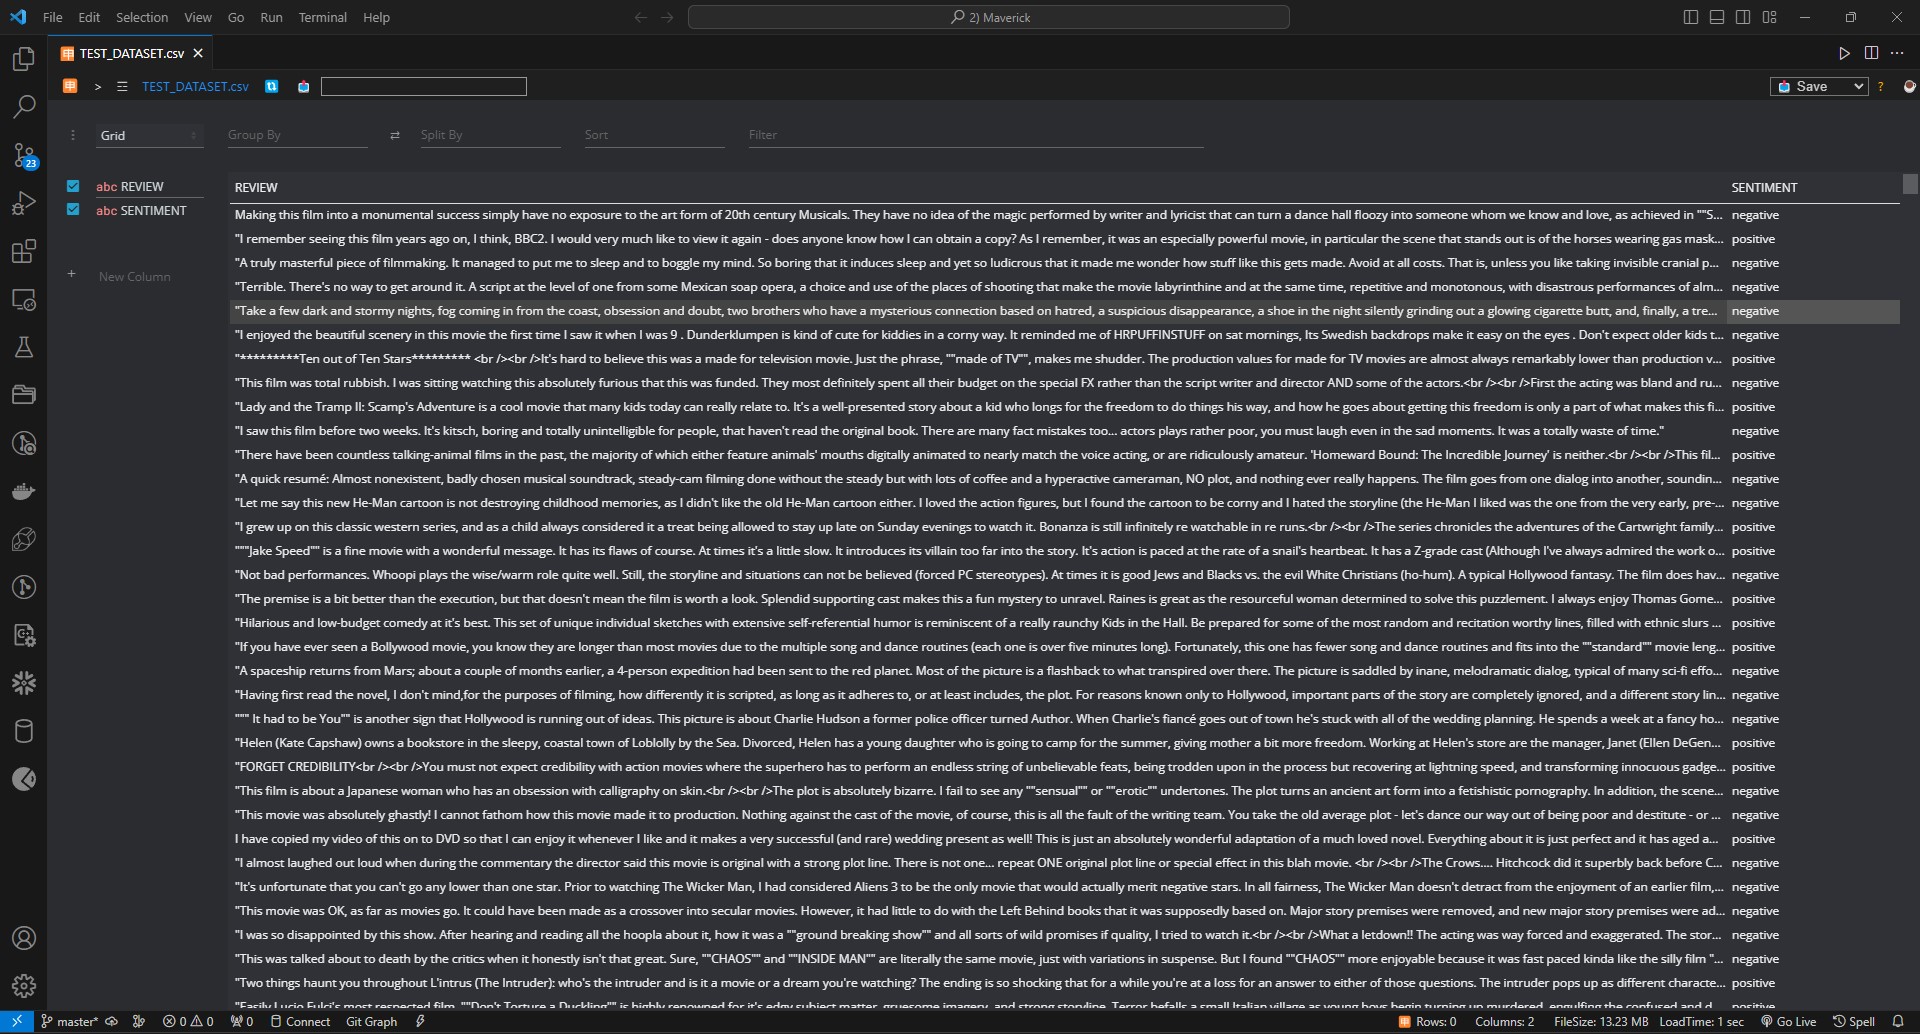 File Edit Selection View Go Run Terminal Help 2) Maverick
TEST_DATASET.csv
> TEST_DATASET.csv Save ?
Grid Group By Split By Sort Filter
abc REVIEW
abc SENTIMENT
New Column
23
REVIEW SENTIMENT
Making this film into a monumental success simply have no exposure to the art form of 20th century Musicals. They have no idea of the magic performed by writer and lyricist that can turn a dance hall floozy into someone whom we know and love, as achieved in ""S... negative
"I remember seeing this film years ago on, I think, BBC2. I would very much like to view it again - does anyone know how I can obtain a copy? As I remember, it was an especially powerful movie, in particular the scene that stands out is of the horses wearing gas mask... positive
"A truly masterful piece of filmmaking. It managed to put me to sleep and to boggle my mind. So boring that it induces sleep and yet so ludicrous that it made me wonder how stuff like this gets made. Avoid at all costs. That is, unless you like taking invisible cranial p... negative
"Terrible. There's no way to get around it. A script at the level of one from some Mexican soap opera, a choice and use of the places of shooting that make the movie labyrinthine and at the same time, repetitive and monotonous, with disastrous performances of alm... negative
"Take a few dark and stormy nights, fog coming in from the coast, obsession and doubt, two brothers who have a mysterious connection based on hatred, a suspicious disappearance, a shoe in the night silently grinding out a glowing cigarette butt, and, finally, a tre... negative
"I enjoyed the beautiful scenery in this movie the first time I saw it when I was 9 . Dunderklumpen is kind of cute for kiddies in a corny way. It reminded me of HRPUFFINSTUFF on sat mornings, Its Swedish backdrops make it easy on the eyes . Don't expect older kids t... negative
"*********Ten out of Ten Stars********* <br /><br />It's hard to believe this was a made for television movie. Just the phrase, ""made of TV"", makes me shudder. The production values for made for TV movies are almost always remarkably lower than production v... positive
"This film was total rubbish. I was sitting watching this absolutely furious that this was funded. They most definitely spent all their budget on the special FX rather than the script writer and director AND some of the actors.<br /><br />First the acting was bland and ru... negative
"Lady and the Tramp II: Scamp's Adventure is a cool movie that many kids today can really relate to. It's a well-presented story about a kid who longs for the freedom to do things his way, and how he goes about getting this freedom is only a part of what makes this fi... positive
"I saw this film before two weeks. It's kitsch, boring and totally unintelligible for people, that haven't read the original book. There are many fact mistakes too... actors plays rather poor, you must laugh even in the sad moments. It was a totally waste of time." negative
"There have been countless talking-animal films in the past, the majority of which either feature animals' mouths digitally animated to nearly match the voice acting, or are ridiculously amateur. 'Homeward Bound: The Incredible Journey' is neither.<br /><br />This fil... positive
"A quick resumé: Almost nonexistent, badly chosen musical soundtrack, steady-cam filming done without the steady but with lots of coffee and a hyperactive cameraman, NO plot, and nothing ever really happens. The film goes from one dialog into another, soundin... negative
"Let me say this new He-Man cartoon is not destroying childhood memories, as I didn't like the old He-Man cartoon either. I loved the action figures, but I found the cartoon to be corny and I hated the storyline (the He-Man I liked was the one from the very early, pre-... negative
"I grew up on this classic western series, and as a child always considered it a treat being allowed to stay up late on Sunday evenings to watch it. Bonanza is still infinitely re watchable in re runs.<br /><br />The series chronicles the adventures of the Cartwright family... positive
"""Jake Speed"" is a fine movie with a wonderful message. It has its flaws of course. At times it's a little slow. It introduces its villain too far into the story. It's action is paced at the rate of a snail's heartbeat. It has a Z-grade cast (Although I've always admired the work o... positive
"Not bad performances. Whoopi plays the wise/warm role quite well. Still, the storyline and situations can not be believed (forced PC stereotypes). At times it is good Jews and Blacks vs. the evil White Christians (ho-hum). A typical Hollywood fantasy. The film does hav... negative
"The premise is a bit better than the execution, but that doesn't mean the film is worth a look. Splendid supporting cast makes this a fun mystery to unravel. Raines is great as the resourceful woman determined to solve this puzzlement. I always enjoy Thomas Gome... positive
"Hilarious and low-budget comedy at it's best. This set of unique individual sketches with extensive self-referential humor is reminiscent of a really raunchy Kids in the Hall. Be prepared for some of the most random and recitation worthy lines, filled with ethnic slurs ... positive
"If you have ever seen a Bollywood movie, you know they are longer than most movies due to the multiple song and dance routines (each one is over five minutes long). Fortunately, this one has fewer song and dance routines and fits into the ""standard"" movie leng... positive
"A spaceship returns from Mars; about a couple of months earlier, a 4-person expedition had been sent to the red planet. Most of the picture is a flashback to what transpired over there. The picture is saddled by inane, melodramatic dialog, typical of many sci-fi effo... negative
"Having first read the novel, I don't mind,for the purposes of filming, how differently it is scripted, as long as it adheres to, or at least includes, the plot. For reasons known only to Hollywood, important parts of the story are completely ignored, and a different story lin... negative
""" It had to be You"" is another sign that Hollywood is running out of ideas. This picture is about Charlie Hudson a former police officer turned Author. When Charlie's fiancé goes out of town he's stuck with all of the wedding planning. He spends a week at a fancy ho... negative
"Helen (Kate Capshaw) owns a bookstore in the sleepy, coastal town of Loblolly by the Sea. Divorced, Helen has a young daughter who is going to camp for the summer, giving mother a bit more freedom. Working at Helen's store are the manager, Janet (Ellen DeGen... positive
"FORGET CREDIBILITY<br /><br />You must not expect credibility with action movies where the superhero has to perform an endless string of unbelievable feats, being trodden upon in the process but recovering at lightning speed, and transforming innocuous gadge... positive
"This film is about a Japanese woman who has an obsession with calligraphy on skin.<br /><br />The plot is absolutely bizarre. I fail to see any ""sensual"" or ""erotic"" undertones. The plot turns an ancient art form into a fetishistic pornography. In addition, the scene... negative
"This movie was absolutely ghastly! I cannot fathom how this movie made it to production. Nothing against the cast of the movie, of course, this is all the fault of the writing team. You take the old average plot - let's dance our way out of being poor and destitute - or ... negative
I have copied my video of this on to DVD so that I can enjoy it whenever I like and it makes a very successful (and rare) wedding present as well! This is just an absolutely wonderful adaptation of a much loved novel. Everything about it is just perfect and it has aged a... positive
"I almost laughed out loud when during the commentary the director said this movie is original with a strong plot line. There is not one... repeat ONE original plot line or special effect in this blah movie. <br /><br />The Crows.... Hitchcock did it superbly back before C... negative
"It's unfortunate that you can't go any lower than one star. Prior to watching The Wicker Man, I had considered Aliens 3 to be the only movie that would actually merit negative stars. In all fairness, The Wicker Man doesn't detract from the enjoyment of an earlier film,... negative
"This movie was OK, as far as movies go. It could have been made as a crossover into secular movies. However, it had little to do with the Left Behind books that it was supposedly based on. Major story premises were removed, and new major story premises were ad... negative
"I was so disappointed by this show. After hearing and reading all the hoopla about it, how it was a ""ground breaking show"" and all sorts of wild promises if quality, I tried to watch it.<br /><br />What a letdown!! The acting was way forced and exaggerated. The stor... negative
"This was talked about to death by the critics when it honestly isn't that great. Sure, ""CHAOS"" and ""INSIDE MAN"" are literally the same movie, just with variations in suspense. But I found ""CHAOS"" more enjoyable because it was fast paced kinda like the silly film "... negative
"Two things haunt you throughout L'intrus (The Intruder): who's the intruder and is it a movie or a dream you're watching? The ending is so shocking that for a while you're at a loss for an answer to either of those questions. The intruder pops up as different characte... positive
"Easily Lucio Fulci's most respected film, ""Don't Torture a Duckling"" is highly renowned for it's edgy subject matter, gruesome imagery, and strong storyline. Terror befalls a small Italian village as young boys begin turning up murdered, engulfing the confused and d... positive
master* 0 0 0 Connect Git Graph Rows: 0 Columns: 2 FileSize: 13.23 MB LoadTime: 1 sec Go Live Spell